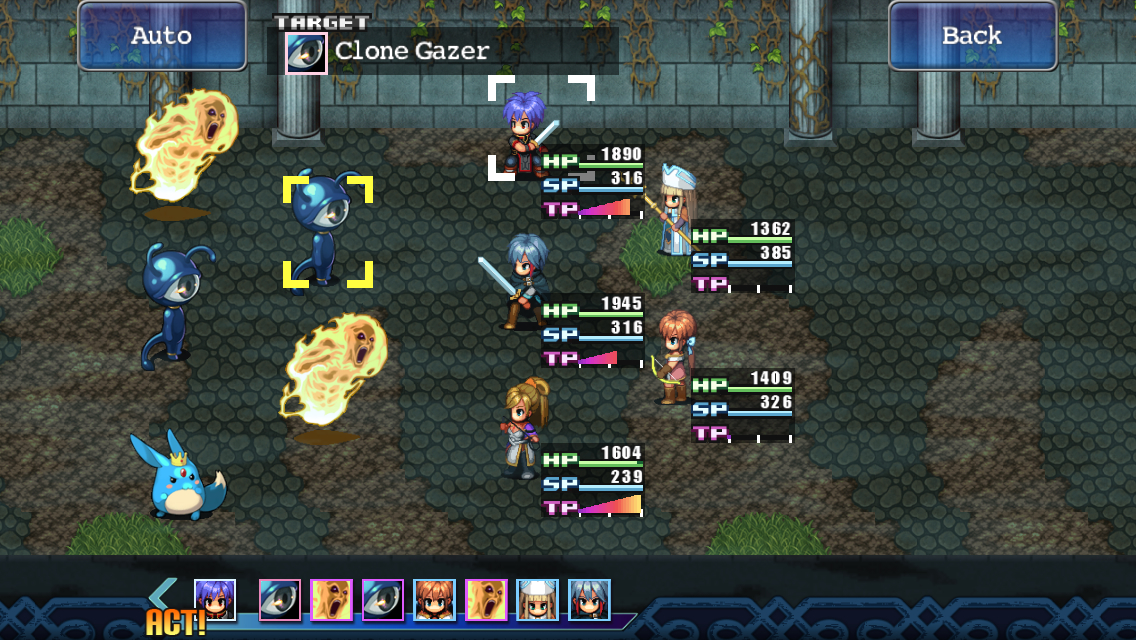 Auto
TARGET
Clone Gazer
Back
HP 1890
SP 316
TP
HP 1362
SP 385
TP
HP 1945
SP 316
TP
HP 1409
SP 326
TP
HP 1604
SP 239
TP
ACT!